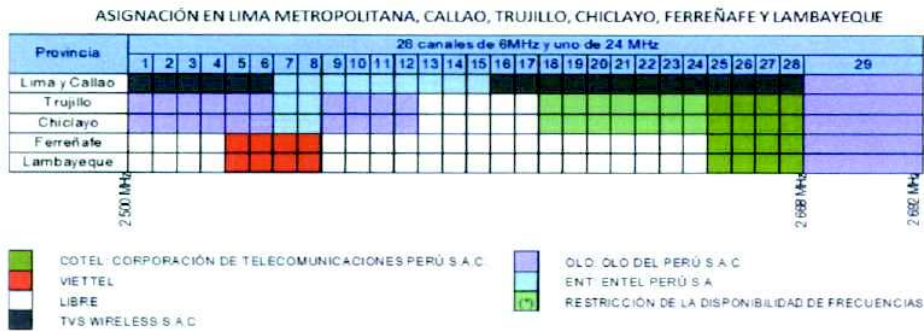 ASIGNACIÓN EN LIMA METROPOLITANA, CALLAO, TRUJILLO, CHICLAYO, FERREÑAFE Y LAMBAYEQUE
Provincia
28 canales de 6MHz y uno de 24 MHz
1 2 3 4 5 6 7 8 9 10 11 12 13 14 15 16 17 18 19 20 21 22 23 24 25 26 27 28 29
Lima y Callao
Trujillo
Chiclayo
Ferreñafe
Lambayeque
2 500 MHz
2 688 MHz
2 692 MHz
COTEL: CORPORACIÓN DE TELECOMUNICACIONES PERÚ S.A.C.
VIETTEL
LIBRE
TVS WIRELESS S.A.C
OLO: OLO DEL PERÚ S.A.C
ENT: ENTEL PERÚ S.A
(*) RESTRICCIÓN DE LA DISPONIBILIDAD DE FRECUENCIAS